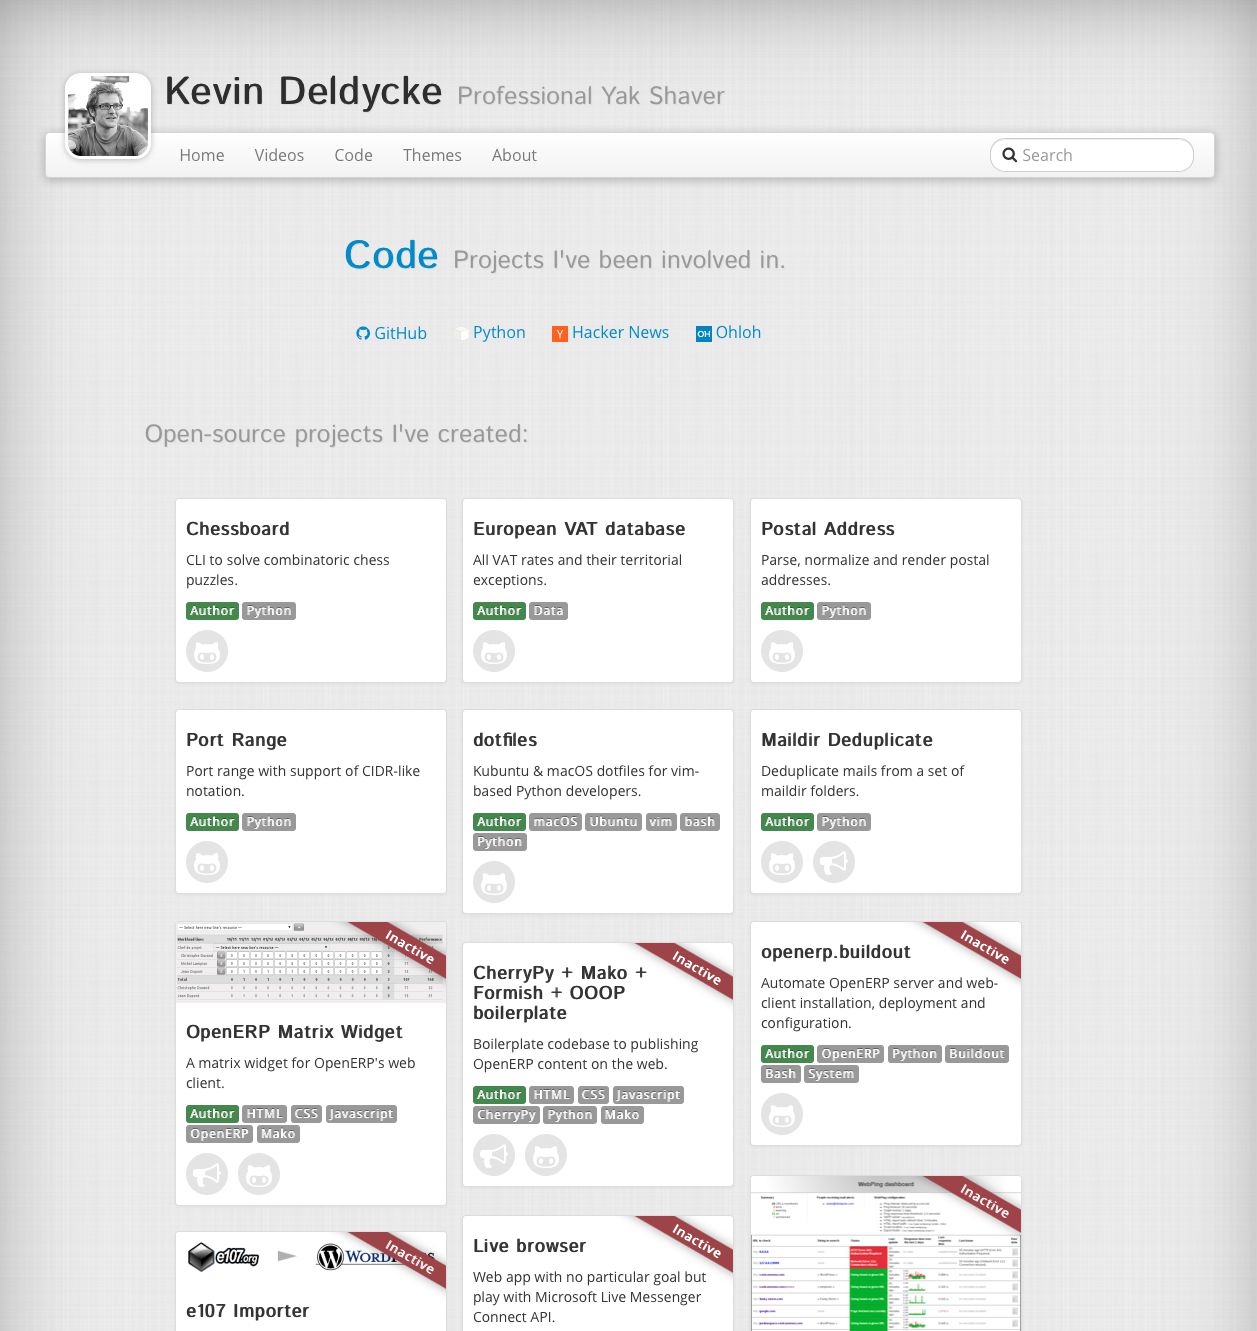 Kevin Deldycke Professional Yak Shaver
Home Videos Code Themes About Search
Code Projects I've been involved in.
GitHub Python Y Hacker News OH Ohloh
Open-source projects I've created:
Chessboard
CLI to solve combinatoric chess
puzzles.
Author Python
European VAT database
All VAT rates and their territorial
exceptions.
Author Data
Postal Address
Parse, normalize and render postal
addresses.
Author Python
Port Range
Port range with support of CIDR-like
notation.
Author Python
dotfiles
Kubuntu & macOS dotfiles for vim-
based Python developers.
Author macOS Ubuntu vim bash
Python
Maildir Deduplicate
Deduplicate mails from a set of
maildir folders.
Author Python
Inactive
OpenERP Matrix Widget
A matrix widget for OpenERP's web
client.
Author HTML CSS Javascript
OpenERP Mako
Inactive
CherryPy + Mako +
Formish + OOOP
boilerplate
Boilerplate codebase to publishing
OpenERP content on the web.
Author HTML CSS Javascript
CherryPy Python Mako
Inactive
openerp.buildout
Automate OpenERP server and web-
client installation, deployment and
configuration.
Author OpenERP Python Buildout
Bash System
e107.org
Inactive
e107 Importer
Inactive
Live browser
Web app with no particular goal but
play with Microsoft Live Messenger
Connect API.
WebPing dashboard
Inactive